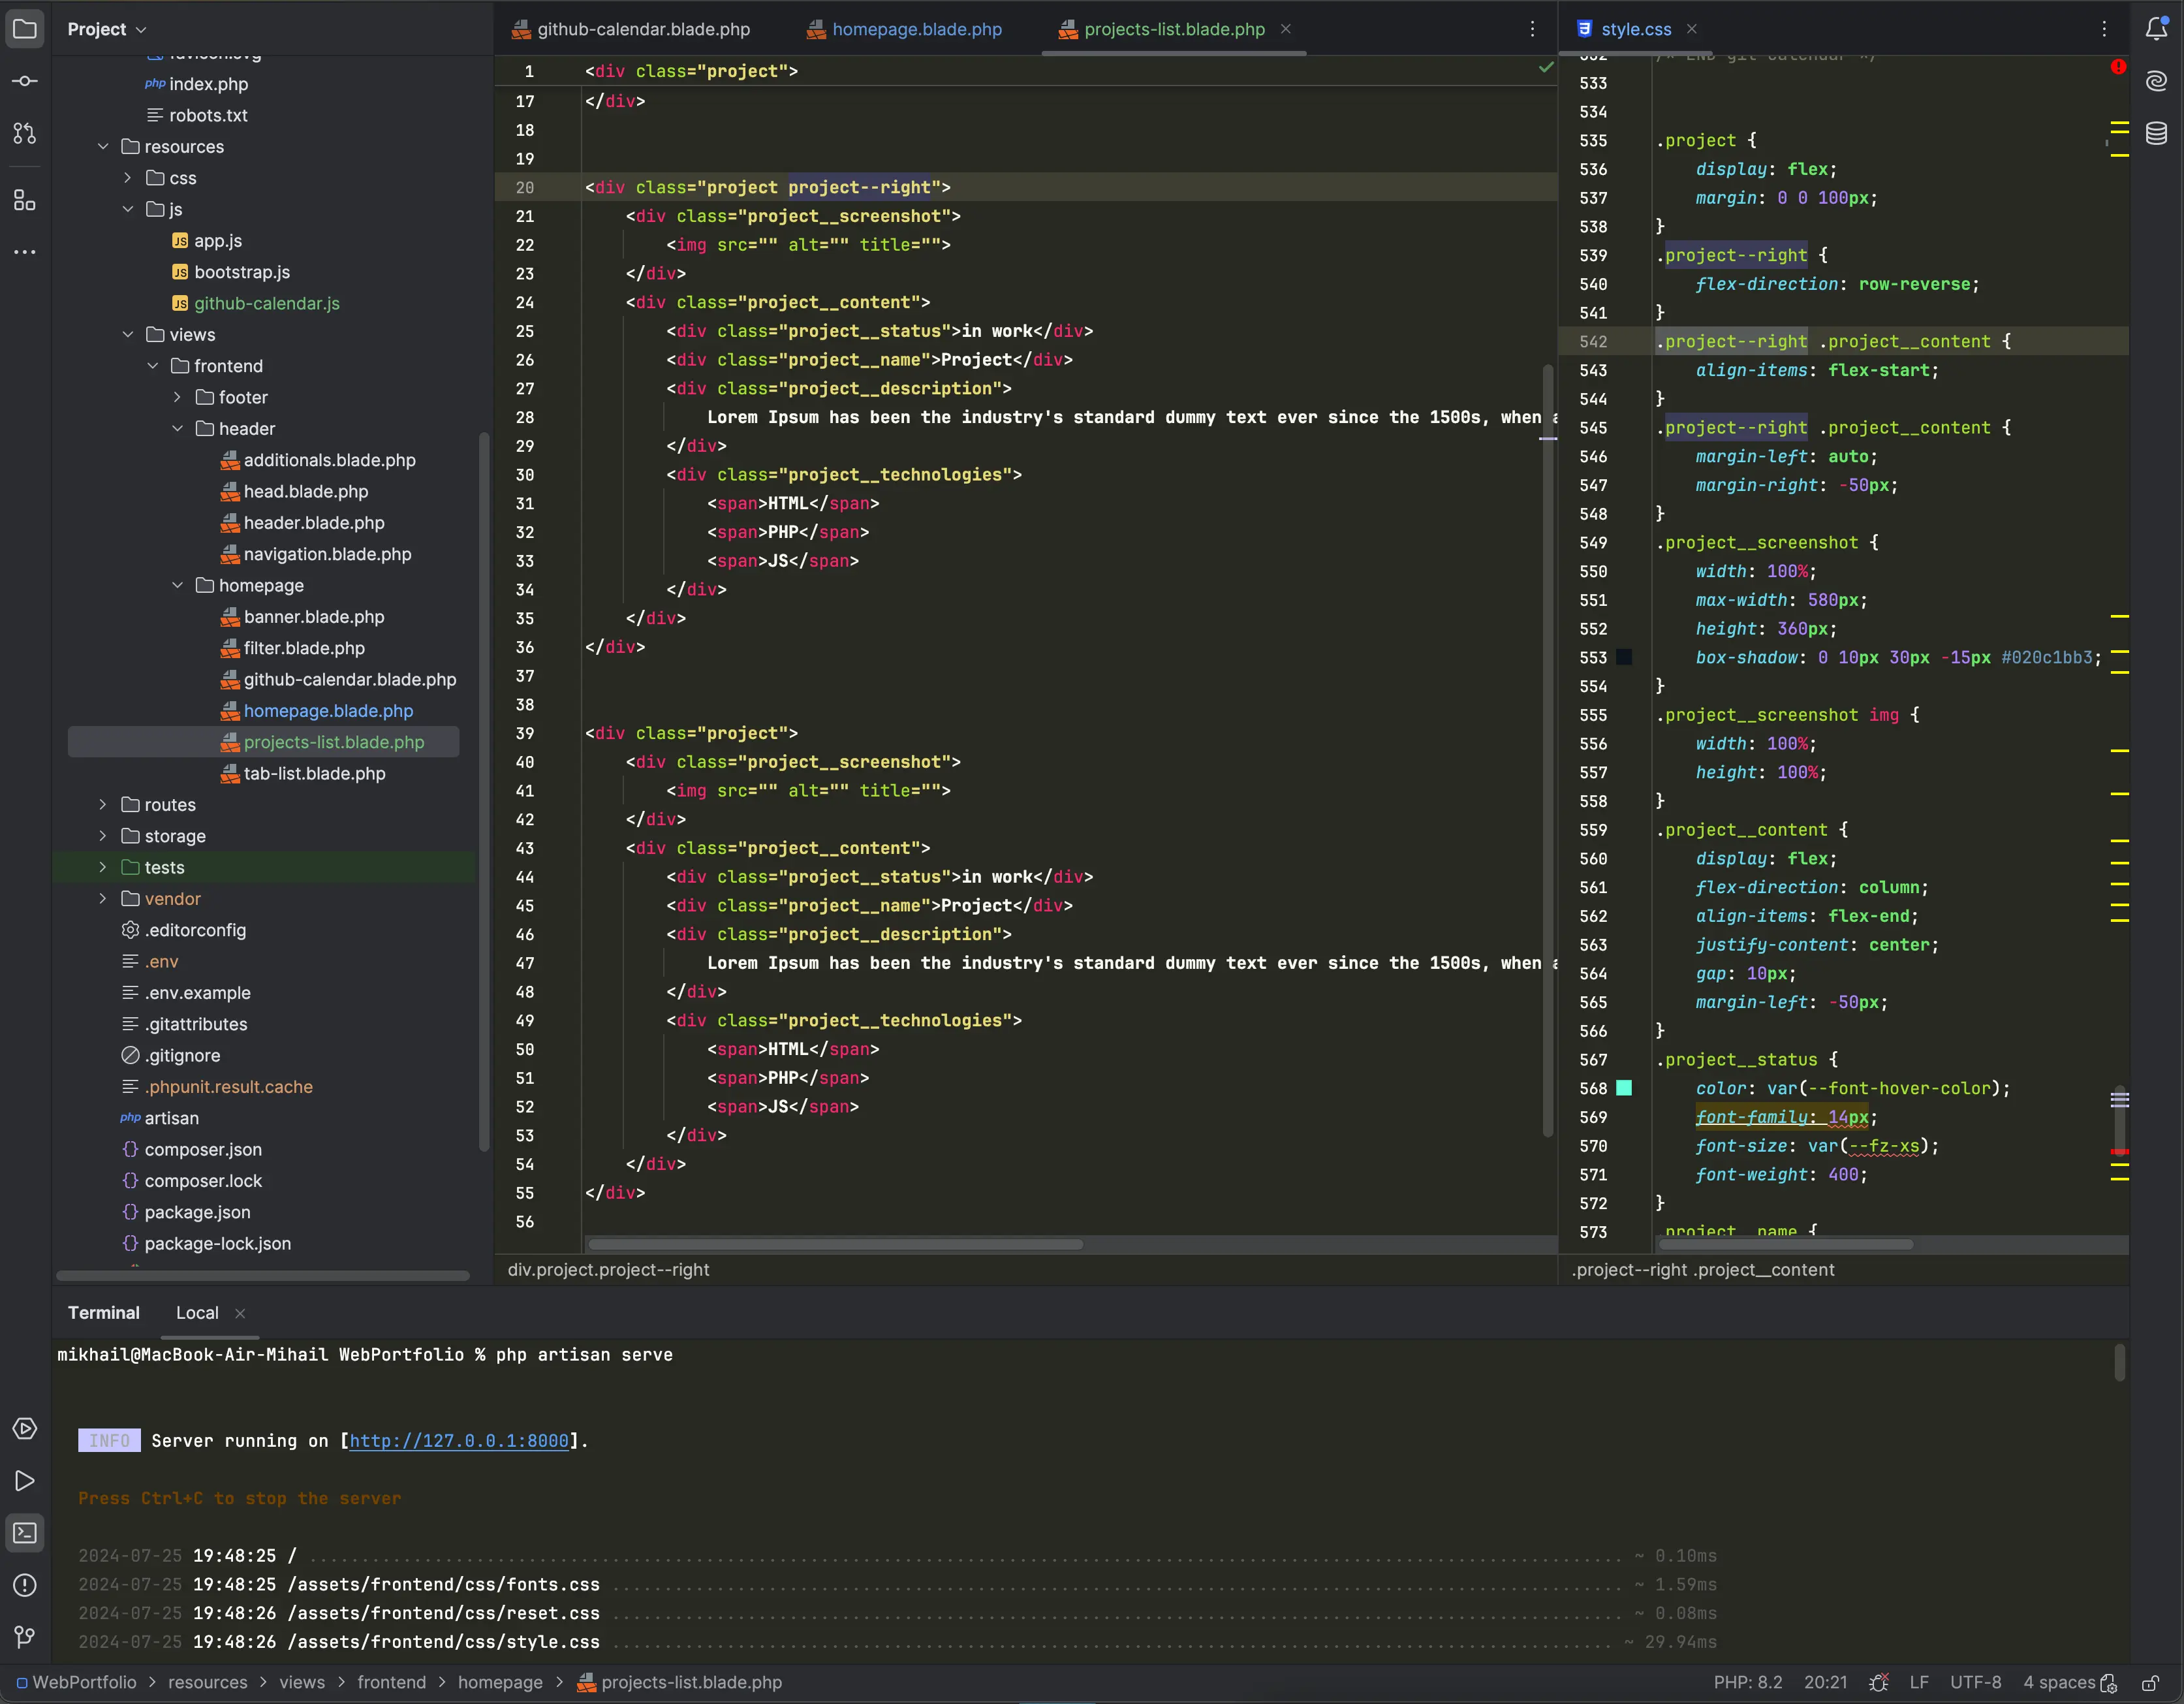 Project
favicon.svg
index.php
robots.txt
resources
css
js
app.js
bootstrap.js
github-calendar.js
views
frontend
footer
header
additionals.blade.php
head.blade.php
header.blade.php
navigation.blade.php
homepage
banner.blade.php
filter.blade.php
github-calendar.blade.php
homepage.blade.php
projects-list.blade.php
tab-list.blade.php
routes
storage
tests
vendor
.editorconfig
.env
.env.example
.gitattributes
.gitignore
.phpunit.result.cache
artisan
composer.json
composer.lock
package.json
package-lock.json
github-calendar.blade.php homepage.blade.php projects-list.blade.php
1 <div class="project">
17 </div>
18
19
20 <div class="project project--right">
21 <div class="project__screenshot">
22 <img src="" alt="" title="">
23 </div>
24 <div class="project__content">
25 <div class="project__status">in work</div>
26 <div class="project__name">Project</div>
27 <div class="project__description">
28 Lorem Ipsum has been the industry's standard dummy text ever since the 1500s, when a
29 </div>
30 <div class="project__technologies">
31 <span>HTML</span>
32 <span>PHP</span>
33 <span>JS</span>
34 </div>
35 </div>
36 </div>
37
38
39 <div class="project">
40 <div class="project__screenshot">
41 <img src="" alt="" title="">
42 </div>
43 <div class="project__content">
44 <div class="project__status">in work</div>
45 <div class="project__name">Project</div>
46 <div class="project__description">
47 Lorem Ipsum has been the industry's standard dummy text ever since the 1500s, when a
48 </div>
49 <div class="project__technologies">
50 <span>HTML</span>
51 <span>PHP</span>
52 <span>JS</span>
53 </div>
54 </div>
55 </div>
56
div.project.project--right
style.css
532 /* END git calendar */
533
534
535 .project {
536 display: flex;
537 margin: 0 0 100px;
538 }
539 .project--right {
540 flex-direction: row-reverse;
541 }
542 .project--right .project__content {
543 align-items: flex-start;
544 }
545 .project--right .project__content {
546 margin-left: auto;
547 margin-right: -50px;
548 }
549 .project__screenshot {
550 width: 100%;
551 max-width: 580px;
552 height: 360px;
553 box-shadow: 0 10px 30px -15px #020c1bb3;
554 }
555 .project__screenshot img {
556 width: 100%;
557 height: 100%;
558 }
559 .project__content {
560 display: flex;
561 flex-direction: column;
562 align-items: flex-end;
563 justify-content: center;
564 gap: 10px;
565 margin-left: -50px;
566 }
567 .project__status {
568 color: var(--font-hover-color);
569 font-family: 14px;
570 font-size: var(--fz-xs);
571 font-weight: 400;
572 }
573 .project__name {
.project--right .project__content
Terminal Local
mikhail@MacBook-Air-Mihail WebPortfolio % php artisan serve
INFO Server running on [http://127.0.0.1:8000].
Press Ctrl+C to stop the server
2024-07-25 19:48:25 / ~ 0.10ms
2024-07-25 19:48:25 /assets/frontend/css/fonts.css ~ 1.59ms
2024-07-25 19:48:26 /assets/frontend/css/reset.css ~ 0.08ms
2024-07-25 19:48:26 /assets/frontend/css/style.css ~ 29.94ms
WebPortfolio > resources > views > frontend > homepage > projects-list.blade.php PHP: 8.2 20:21 LF UTF-8 4 spaces